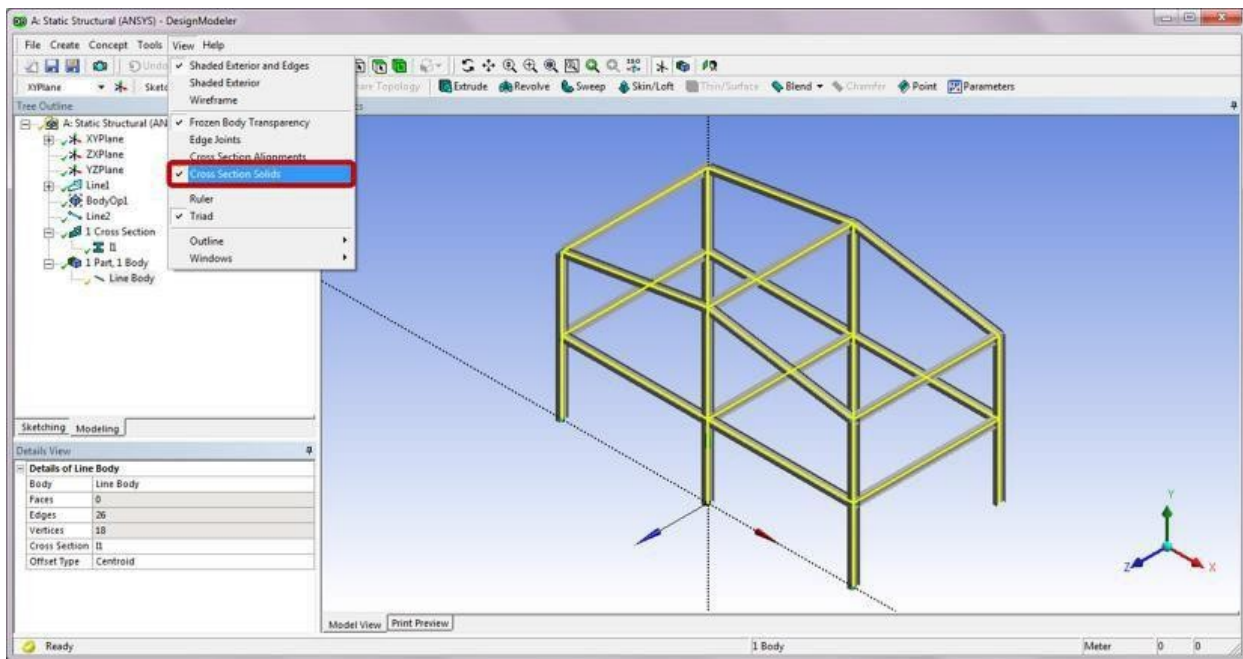 A: Static Structural (ANSYS) - DesignModeler
File Create Concept Tools View Help
Undo
XYPlane
Extrude Revolve Sweep Skin/Loft Thin/Surface Blend Chamfer Point Parameters
Tree Outline
A: Static Structural (AN
XYPlane
ZXPlane
YZPlane
Line1
BodyOp1
Line2
1 Cross Section
I1
1 Part, 1 Body
Line Body
Shaded Exterior and Edges
Shaded Exterior
Wireframe
Frozen Body Transparency
Edge Joints
Cross Section Alignments
Cross Section Solids
Ruler
Triad
Outline
Windows
Sketching Modeling
Details View
Details of Line Body
Body Line Body
Faces 0
Edges 26
Vertices 18
Cross Section I1
Offset Type Centroid
Y
Z X
Model View Print Preview
Ready 1 Body Meter 0 0